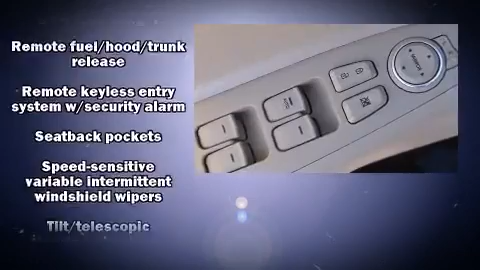 Remote fuel/hood/trunk
release
Remote keyless entry
system w/security alarm
Seatback pockets
Speed-sensitive
variable intermittent
windshield wipers
Tilt/telescopic